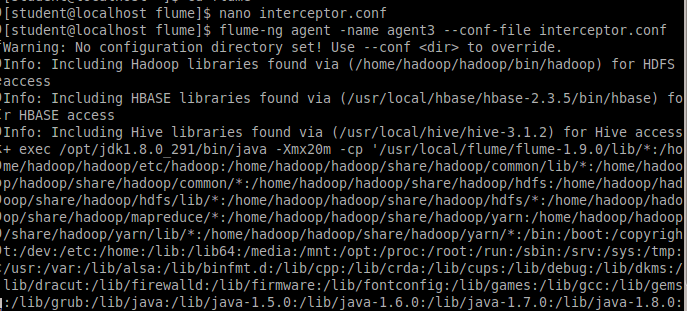 [student@localhost flume]$ nano interceptor.conf
[student@localhost flume]$ flume-ng agent -name agent3 --conf-file interceptor.conf
Warning: No configuration directory set! Use --conf <dir> to override.
Info: Including Hadoop libraries found via (/home/hadoop/hadoop/bin/hadoop) for HDFS
access
Info: Including HBASE libraries found via (/usr/local/hbase/hbase-2.3.5/bin/hbase) fo
r HBASE access
Info: Including Hive libraries found via (/usr/local/hive/hive-3.1.2) for Hive access
+ exec /opt/jdk1.8.0_291/bin/java -Xmx20m -cp '/usr/local/flume/flume-1.9.0/lib/*:/ho
me/hadoop/hadoop/etc/hadoop:/home/hadoop/hadoop/share/hadoop/common/lib/*:/home/hadoo
p/hadoop/share/hadoop/common/*:/home/hadoop/hadoop/share/hadoop/hdfs:/home/hadoop/had
oop/share/hadoop/hdfs/lib/*:/home/hadoop/hadoop/share/hadoop/hdfs/*:/home/hadoop/hado
op/share/hadoop/mapreduce/*:/home/hadoop/hadoop/share/hadoop/yarn:/home/hadoop/hadoop
/share/hadoop/yarn/lib/*:/home/hadoop/hadoop/share/hadoop/yarn/*:/bin:/boot:/copyrigh
t:/dev:/etc:/home:/lib:/lib64:/media:/mnt:/opt:/proc:/root:/run:/sbin:/srv:/sys:/tmp:
/usr:/var:/lib/alsa:/lib/binfmt.d:/lib/cpp:/lib/crda:/lib/cups:/lib/debug:/lib/dkms:/
lib/dracut:/lib/firewalld:/lib/firmware:/lib/fontconfig:/lib/games:/lib/gcc:/lib/gems
:/lib/grub:/lib/java:/lib/java-1.5.0:/lib/java-1.6.0:/lib/java-1.7.0:/lib/java-1.8.0: